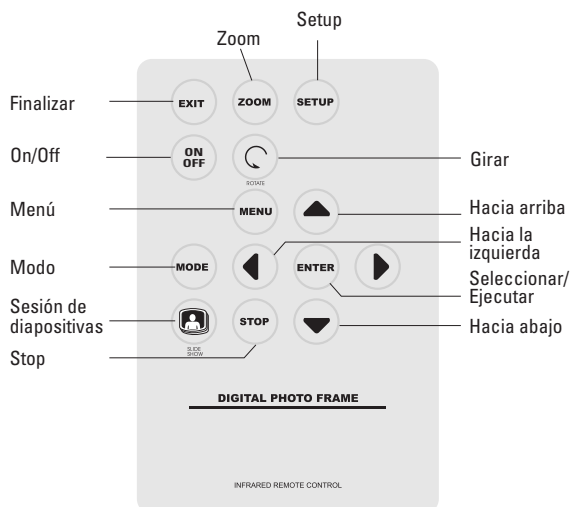 Setup
Zoom
Finalizar
EXIT
ZOOM
SETUP
On/Off
ON
OFF
ROTATE
Girar
Menú
MENU
Hacia arriba
Hacia la
izquierda
Modo
MODE
ENTER
Seleccionar/
Ejecutar
Sesión de
diapositivas
SLIDE
SHOW
STOP
Hacia abajo
Stop
DIGITAL PHOTO FRAME
INFRARED REMOTE CONTROL